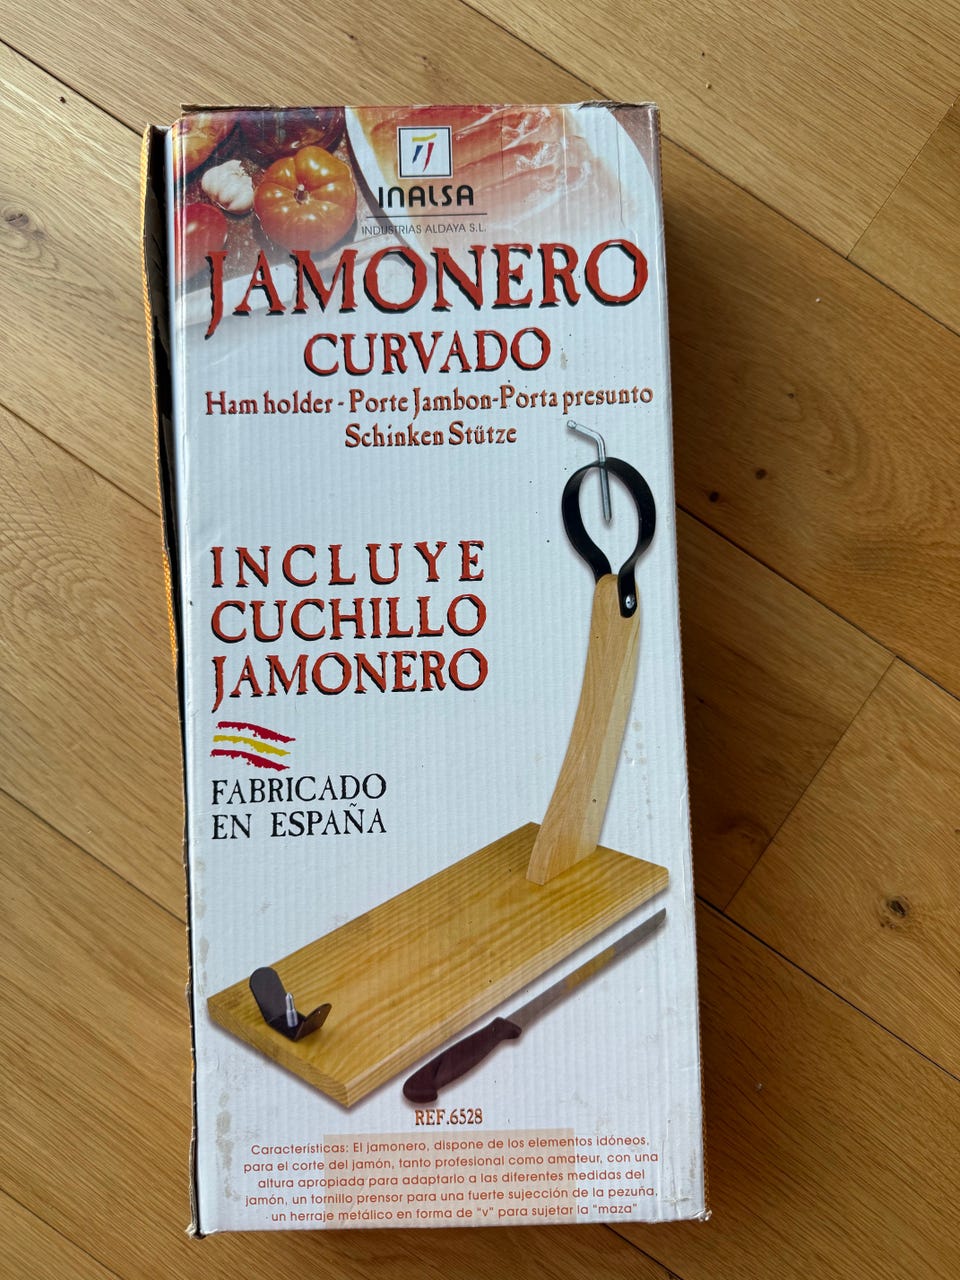 INALSA
INDUSTRIAS ALDAYA S.L.
JAMONERO
CURVADO
Ham holder - Porte Jambon-Porta presunto
Schinken Stütze
INCLUYE
CUCHILLO
JAMONERO
FABRICADO
EN ESPAÑA
REF.6528
Características: El jamonero, dispone de los elementos idóneos,
para el corte del jamón, tanto profesional como amateur, con una
altura apropiada para adaptarlo a las diferentes medidas del
jamón, un tornillo prensor para una fuerte sujección de la pezuña,
un herraje metálico en forma de "v" para sujetar la "maza"